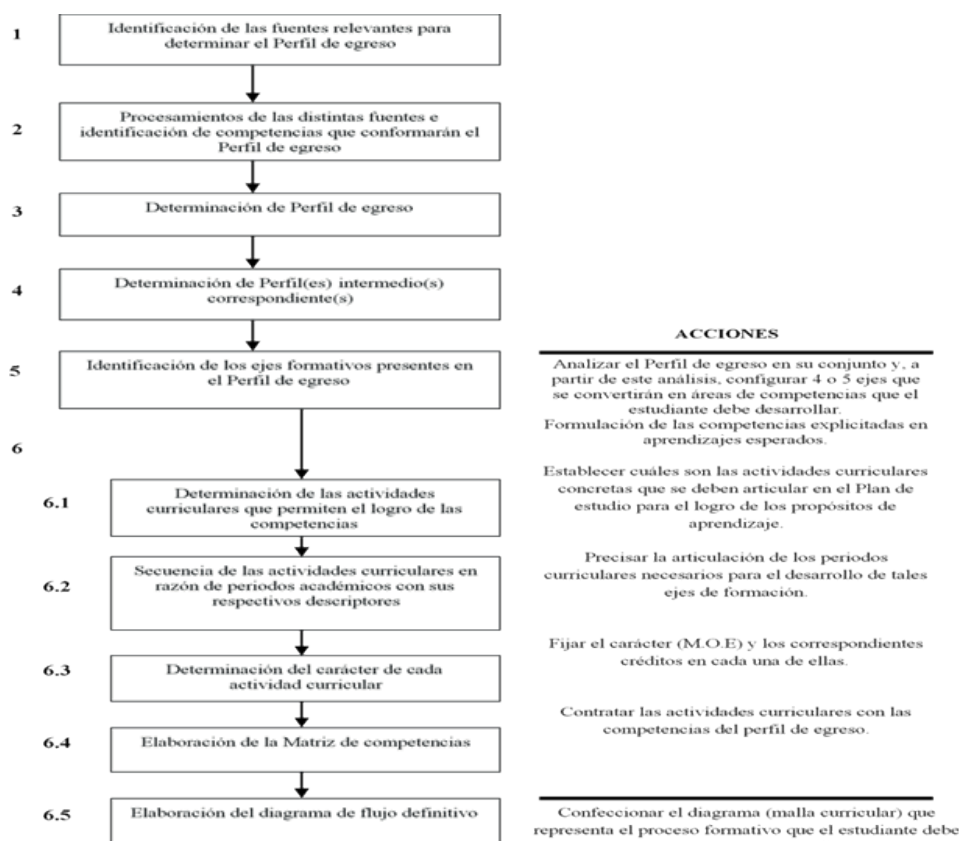 1
Identificación de las fuentes relevantes para
determinar el Perfil de egreso
2
Procesamientos de las distintas fuentes e
identificación de competencias que conformarán el
Perfil de egreso
3
Determinación de Perfil de egreso
4
Determinación de Perfil(es) intermedio(s)
correspondiente(s)
5
Identificación de los ejes formativos presentes en
el Perfil de egreso
ACCIONES
Analizar el Perfil de egreso en su conjunto y, a
partir de este análisis, configurar 4 o 5 ejes que
se convertirán en áreas de competencias que el
estudiante debe desarrollar.
Formulación de las competencias explicitadas en
aprendizajes esperados.
6
6.1
Determinación de las actividades
curriculares que permiten el logro de las
competencias
Establecer cuáles son las actividades curriculares
concretas que se deben articular en el Plan de
estudio para el logro de los propósitos de
aprendizaje.
6.2
Secuencia de las actividades curriculares en
razón de periodos académicos con sus
respectivos descriptores
Precisar la articulación de los periodos
curriculares necesarios para el desarrollo de tales
ejes de formación.
6.3
Determinación del carácter de cada
actividad curricular
Fijar el carácter (M.O.E) y los correspondientes
créditos en cada una de ellas.
6.4
Elaboración de la Matriz de competencias
Contratar las actividades curriculares con las
competencias del perfil de egreso.
6.5
Elaboración del diagrama de flujo definitivo
Confeccionar el diagrama (malla curricular) que
representa el proceso formativo que el estudiante debe